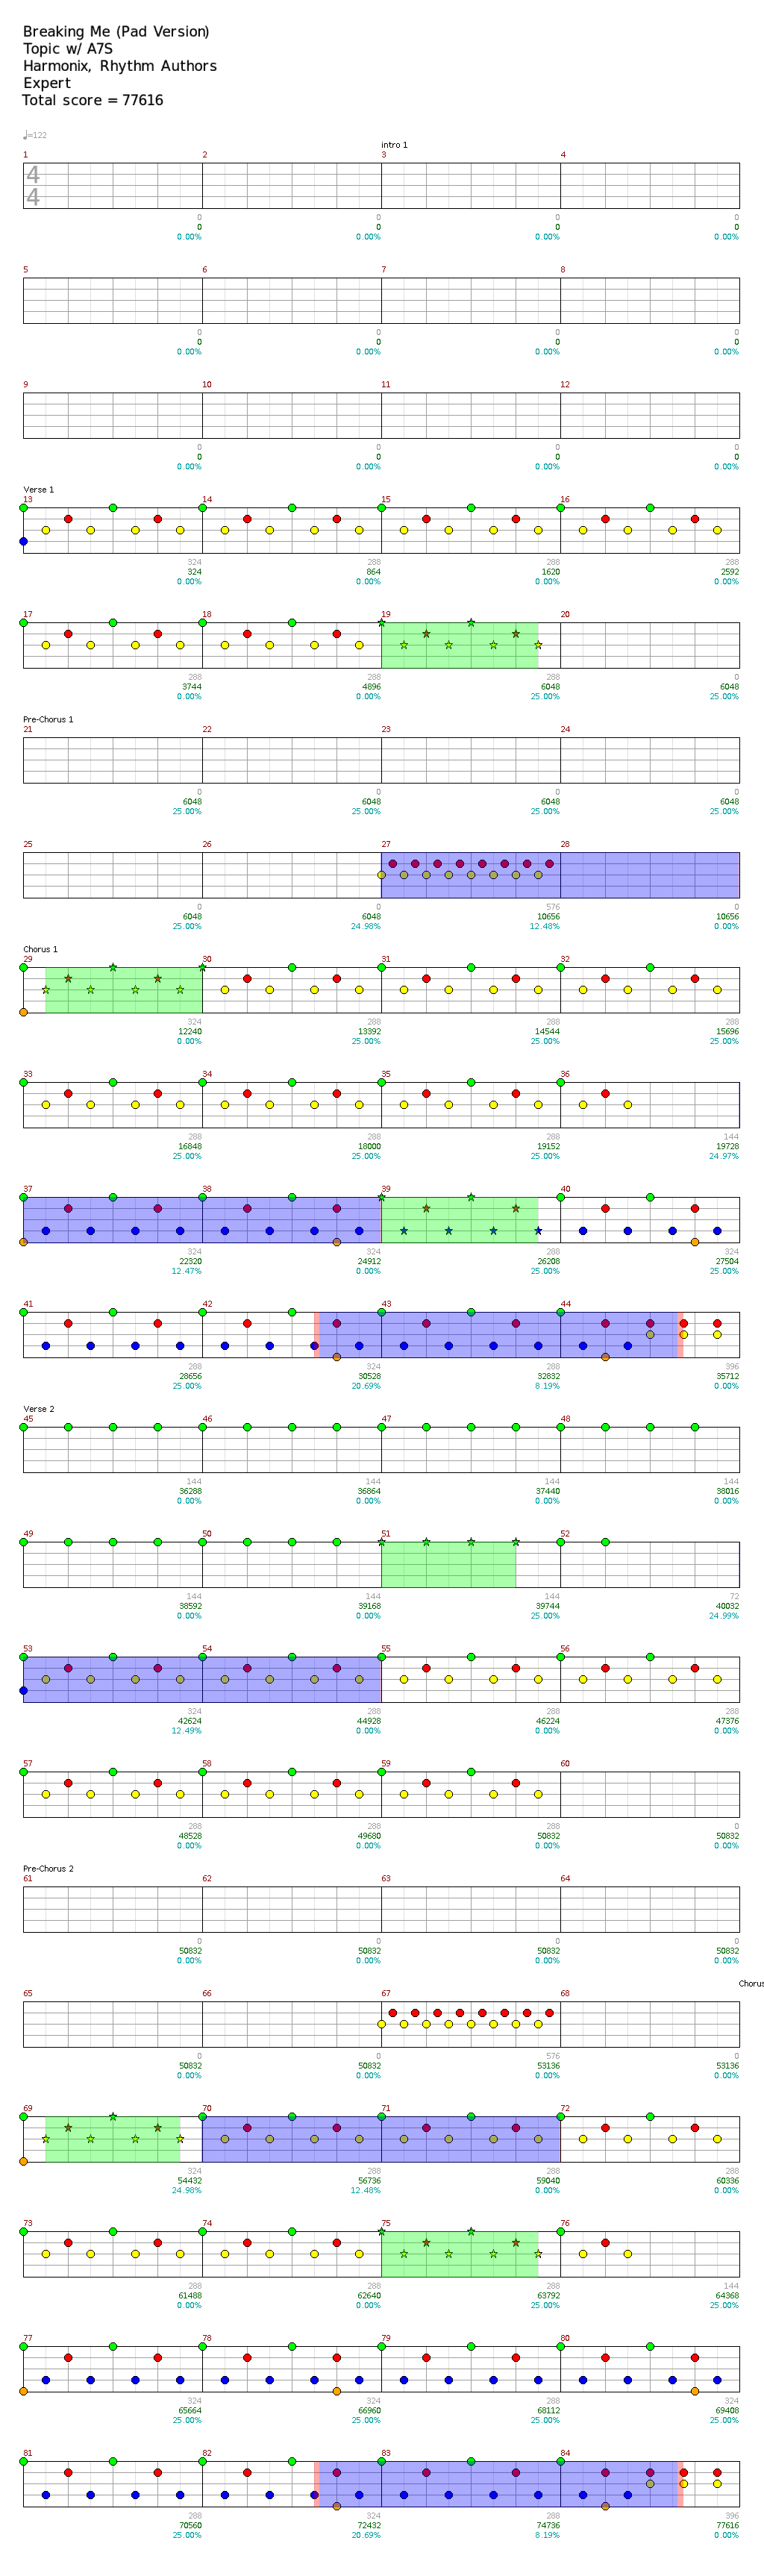 Breaking Me (Pad Version)
Topic w/ A7S
Harmonix, Rhythm Authors
Expert
Total score = 77616
♩=122
intro 1
1 2 3 4
4
4
0 0 0 0
0 0 0 0
0.00% 0.00% 0.00% 0.00%
5 6 7 8
0 0 0 0
0 0 0 0
0.00% 0.00% 0.00% 0.00%
9 10 11 12
0 0 0 0
0 0 0 0
0.00% 0.00% 0.00% 0.00%
Verse 1
13 14 15 16
324 288 288 288
324 864 1620 2592
0.00% 0.00% 0.00% 0.00%
17 18 19 20
288 288 288 0
3744 4896 6048 6048
0.00% 0.00% 25.00% 25.00%
Pre-Chorus 1
21 22 23 24
0 0 0 0
6048 6048 6048 6048
25.00% 25.00% 25.00% 25.00%
25 26 27 28
0 0 576 0
6048 6048 10656 10656
25.00% 24.98% 12.48% 0.00%
Chorus 1
29 30 31 32
324 288 288 288
12240 13392 14544 15696
0.00% 25.00% 25.00% 25.00%
33 34 35 36
288 288 288 144
16848 18000 19152 19728
25.00% 25.00% 25.00% 24.97%
37 38 39 40
324 324 288 324
22320 24912 26208 27504
12.47% 0.00% 25.00% 25.00%
41 42 43 44
288 324 288 396
28656 30528 32832 35712
25.00% 20.69% 8.19% 0.00%
Verse 2
45 46 47 48
144 144 144 144
36288 36864 37440 38016
0.00% 0.00% 0.00% 0.00%
49 50 51 52
144 144 144 72
38592 39168 39744 40032
0.00% 0.00% 25.00% 24.99%
53 54 55 56
324 288 288 288
42624 44928 46224 47376
12.49% 0.00% 0.00% 0.00%
57 58 59 60
288 288 288 0
48528 49680 50832 50832
0.00% 0.00% 0.00% 0.00%
Pre-Chorus 2
61 62 63 64
0 0 0 0
50832 50832 50832 50832
0.00% 0.00% 0.00% 0.00%
Chorus
65 66 67 68
0 0 576 0
50832 50832 53136 53136
0.00% 0.00% 0.00% 0.00%
69 70 71 72
324 288 288 288
54432 56736 59040 60336
24.98% 12.48% 0.00% 0.00%
73 74 75 76
288 288 288 144
61488 62640 63792 64368
0.00% 0.00% 25.00% 25.00%
77 78 79 80
324 324 288 324
65664 66960 68112 69408
25.00% 25.00% 25.00% 25.00%
81 82 83 84
288 324 288 396
70560 72432 74736 77616
25.00% 20.69% 8.19% 0.00%